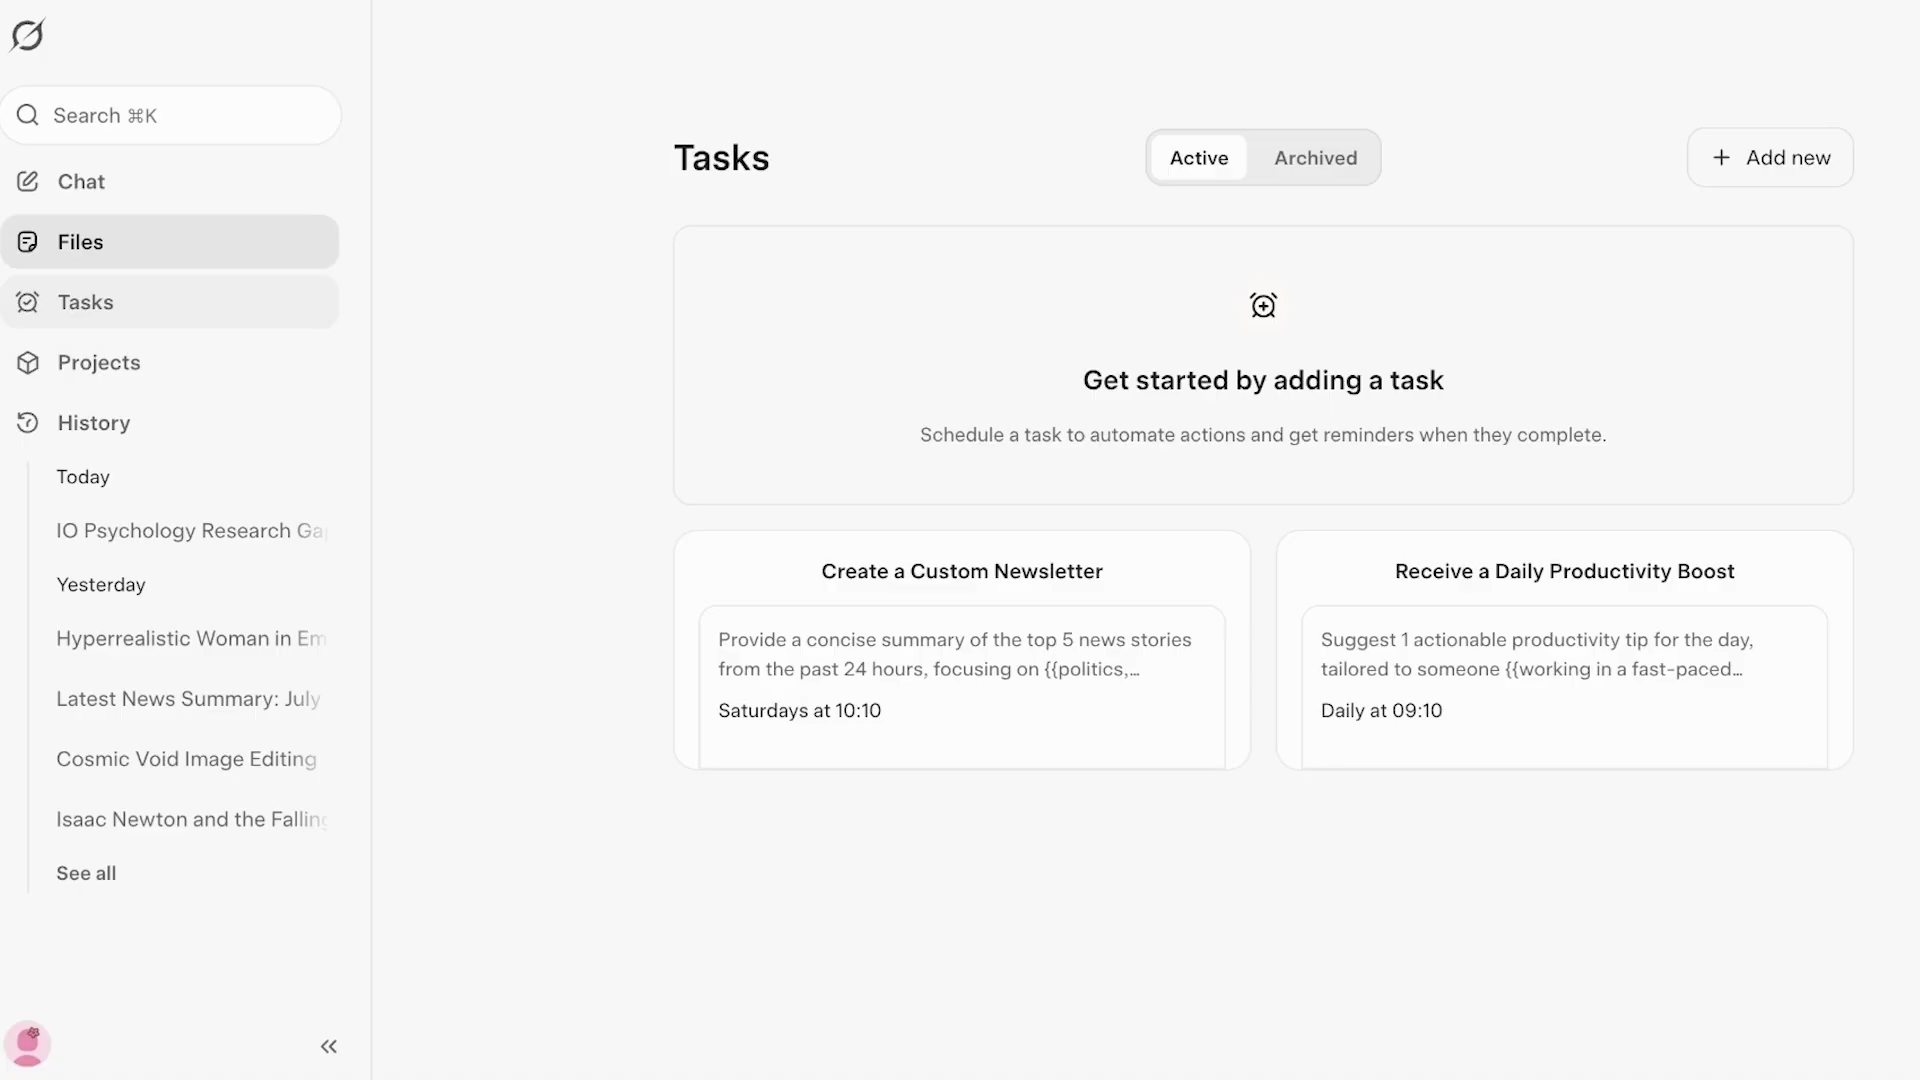 Search ⌘K
Chat
Files
Tasks
Projects
History
Today
IO Psychology Research
Yesterday
Hyperrealistic Woman in
Latest News Summary: July
Cosmic Void Image Editing
Isaac Newton and the
See all
Tasks
Active
Archived
+ Add new
Get started by adding a task
Schedule a task to automate actions and get reminders when they complete.
Create a Custom Newsletter
Provide a concise summary of the top 5 news stories
from the past 24 hours, focusing on {{politics,…
Saturdays at 10:10
Receive a Daily Productivity Boost
Suggest 1 actionable productivity tip for the day,
tailored to someone {{working in a fast-paced…
Daily at 09:10